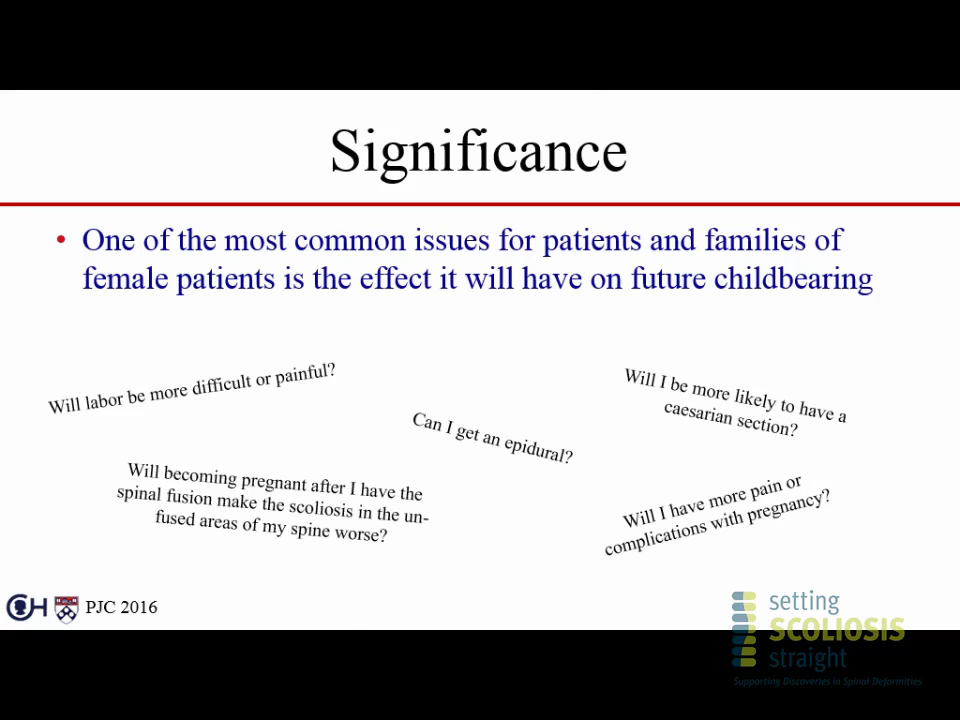 Significance
• One of the most common issues for patients and families of
female patients is the effect it will have on future childbearing
Will labor be more difficult or painful?
Will I be more likely to have a
caesarian section?
Can I get an epidural?
Will becoming pregnant after I have the
spinal fusion make the scoliosis in the un-
fused areas of my spine worse?
Will I have more pain or
complications with pregnancy?
CH PJC 2016
setting
SCOLIOSIS
straight
Supporting Discoveries in Spinal Deformities